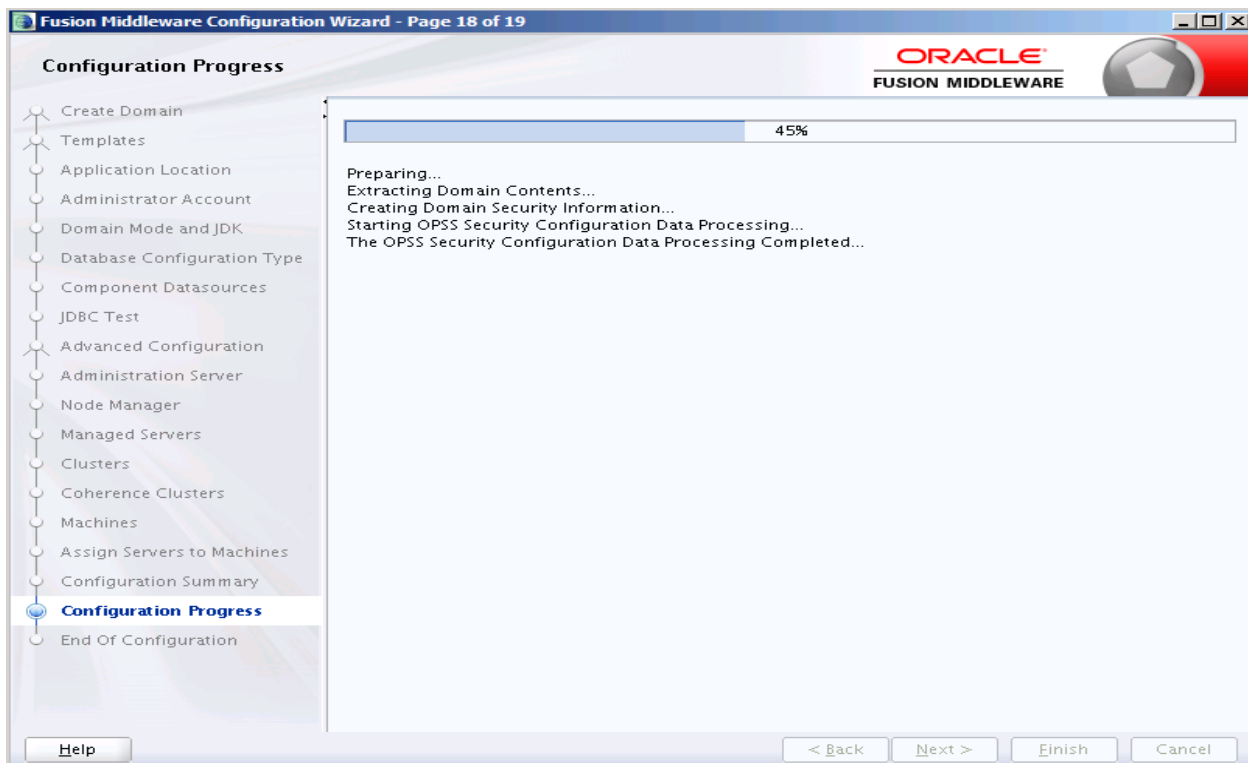 Fusion Middleware Configuration Wizard - Page 18 of 19
Configuration Progress
ORACLE
FUSION MIDDLEWARE
Create Domain
Templates
Application Location
Administrator Account
Domain Mode and JDK
Database Configuration Type
Component Datasources
JDBC Test
Advanced Configuration
Administration Server
Node Manager
Managed Servers
Clusters
Coherence Clusters
Machines
Assign Servers to Machines
Configuration Summary
Configuration Progress
End Of Configuration
45%
Preparing...
Extracting Domain Contents...
Creating Domain Security Information...
Starting OPSS Security Configuration Data Processing...
The OPSS Security Configuration Data Processing Completed...
Help
< Back
Next >
Finish
Cancel